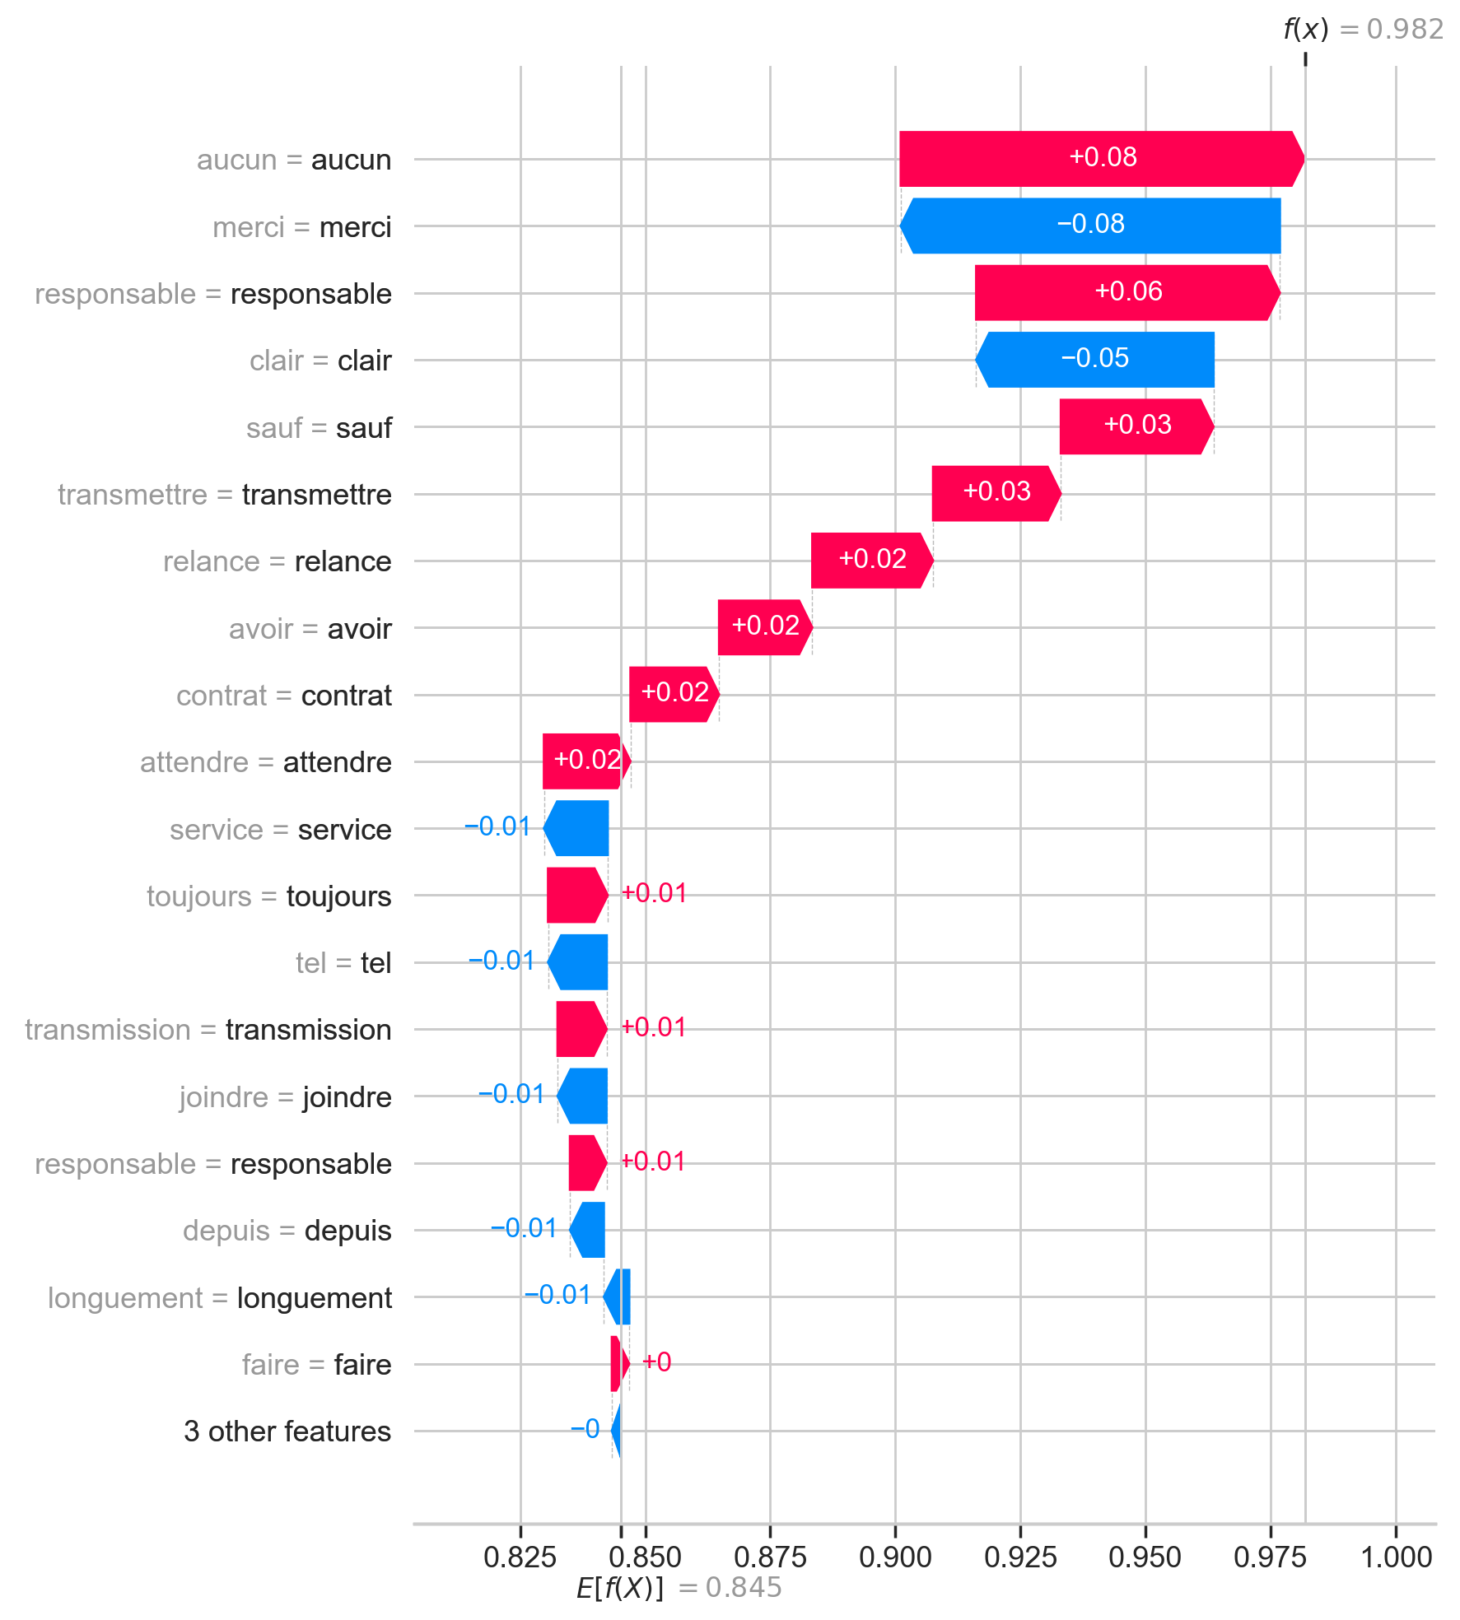 f(x) = 0.982
aucun = aucun +0.08
merci = merci −0.08
responsable = responsable +0.06
clair = clair −0.05
sauf = sauf +0.03
transmettre = transmettre +0.03
relance = relance +0.02
avoir = avoir +0.02
contrat = contrat +0.02
attendre = attendre +0.02
service = service −0.01
toujours = toujours +0.01
tel = tel −0.01
transmission = transmission +0.01
joindre = joindre −0.01
responsable = responsable +0.01
depuis = depuis −0.01
longuement = longuement −0.01
faire = faire +0
3 other features −0
0.825 0.850 0.875 0.900 0.925 0.950 0.975 1.000
E[f(X)] = 0.845